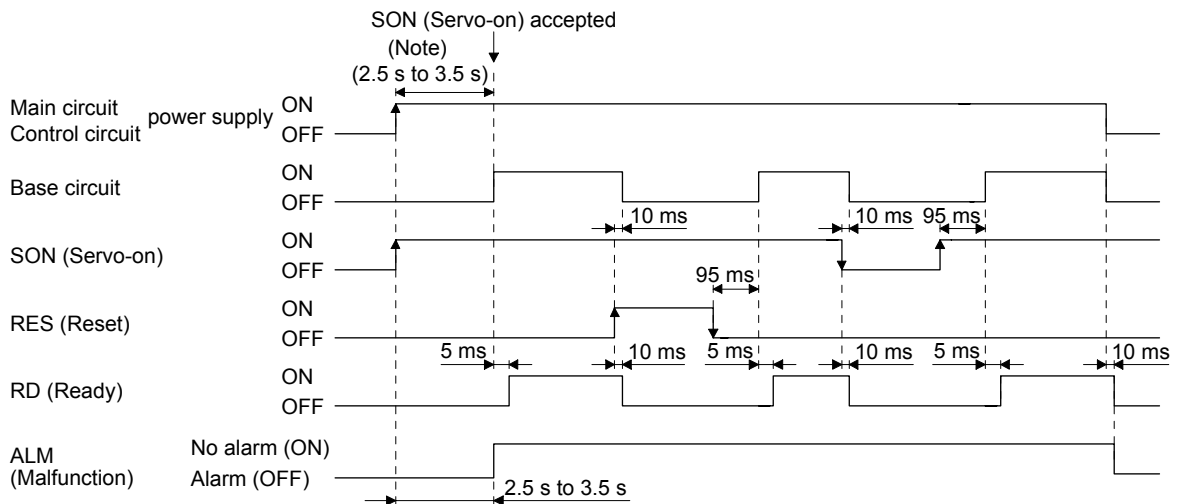 SON (Servo-on) accepted
(Note)
(2.5 s to 3.5 s)
Main circuit
Control circuit
power supply
ON
OFF
Base circuit
ON
OFF
10 ms
10 ms
95 ms
SON (Servo-on)
ON
OFF
95 ms
RES (Reset)
ON
OFF
5 ms
10 ms
5 ms
10 ms
5 ms
10 ms
RD (Ready)
ON
OFF
ALM
(Malfunction)
No alarm (ON)
Alarm (OFF)
2.5 s to 3.5 s